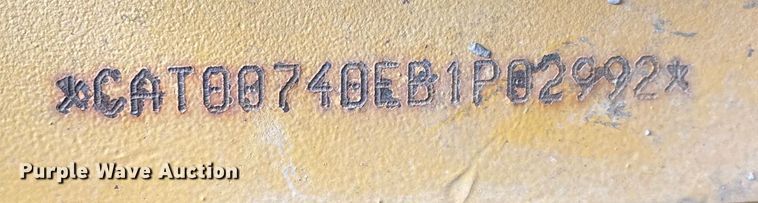 *CAT00740EB1P02992*
Purple Wave Auction